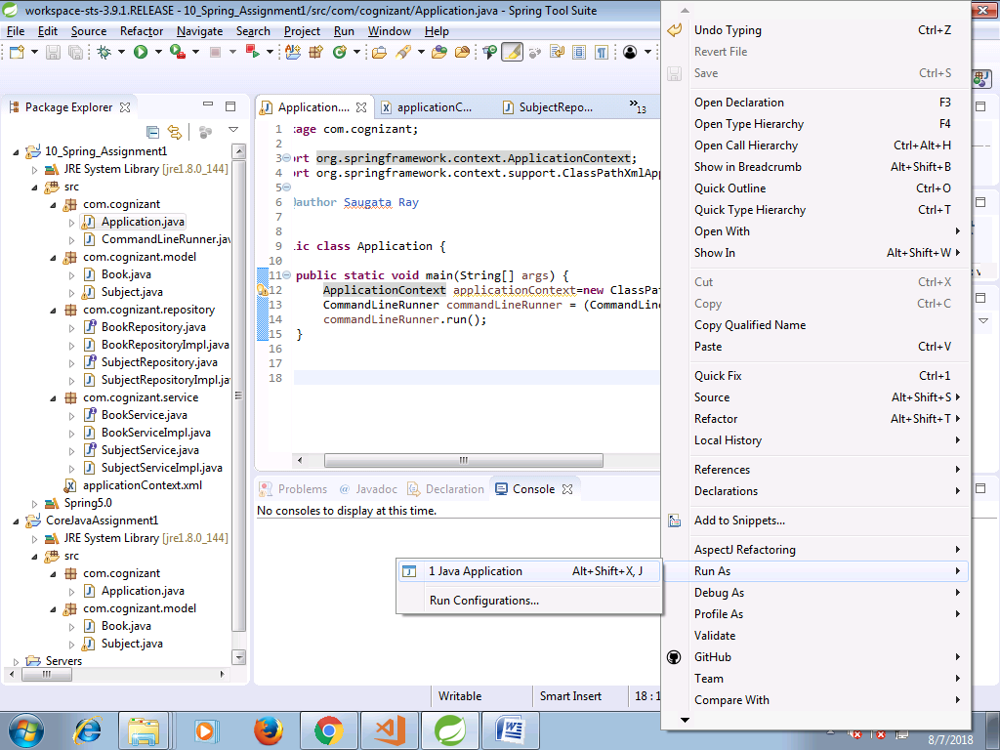 workspace-sts-3.9.1.RELEASE - 10_Spring_Assignment1/src/com/cognizant/Application.java - Spring Tool Suite
File Edit Source Refactor Navigate Search Project Run Window Help
Package Explorer
10_Spring_Assignment1
JRE System Library [jre1.8.0_144]
src
com.cognizant
Application.java
CommandLineRunner.jav
com.cognizant.model
Book.java
Subject.java
com.cognizant.repository
BookRepository.java
BookRepositoryImpl.java
SubjectRepository.java
SubjectRepositoryImpl.ja
com.cognizant.service
BookService.java
BookServiceImpl.java
SubjectService.java
SubjectServiceImpl.java
applicationContext.xml
Spring5.0
CoreJavaAssignment1
JRE System Library [jre1.8.0_144]
src
com.cognizant
Application.java
com.cognizant.model
Book.java
Subject.java
Servers
Application.... applicationC... SubjectRepo... »13
1 age com.cognizant;
2
3 rt org.springframework.context.ApplicationContext;
4 rt org.springframework.context.support.ClassPathXmlApp
5
6 author Saugata Ray
7
8
9 ic class Application {
10
11 public static void main(String[] args) {
12 ApplicationContext applicationContext=new ClassPat
13 CommandLineRunner commandLineRunner = (CommandLin
14 commandLineRunner.run();
15 }
16
17
18
Problems @ Javadoc Declaration Console
No consoles to display at this time.
1 Java Application Alt+Shift+X, J
Run Configurations...
Writable Smart Insert 18 : 1
Undo Typing Ctrl+Z
Revert File
Save Ctrl+S
Open Declaration F3
Open Type Hierarchy F4
Open Call Hierarchy Ctrl+Alt+H
Show in Breadcrumb Alt+Shift+B
Quick Outline Ctrl+O
Quick Type Hierarchy Ctrl+T
Open With
Show In Alt+Shift+W
Cut Ctrl+X
Copy Ctrl+C
Copy Qualified Name
Paste Ctrl+V
Quick Fix Ctrl+1
Source Alt+Shift+S
Refactor Alt+Shift+T
Local History
References
Declarations
Add to Snippets...
AspectJ Refactoring
Run As
Debug As
Profile As
Validate
GitHub
Team
Compare With
8/7/2018